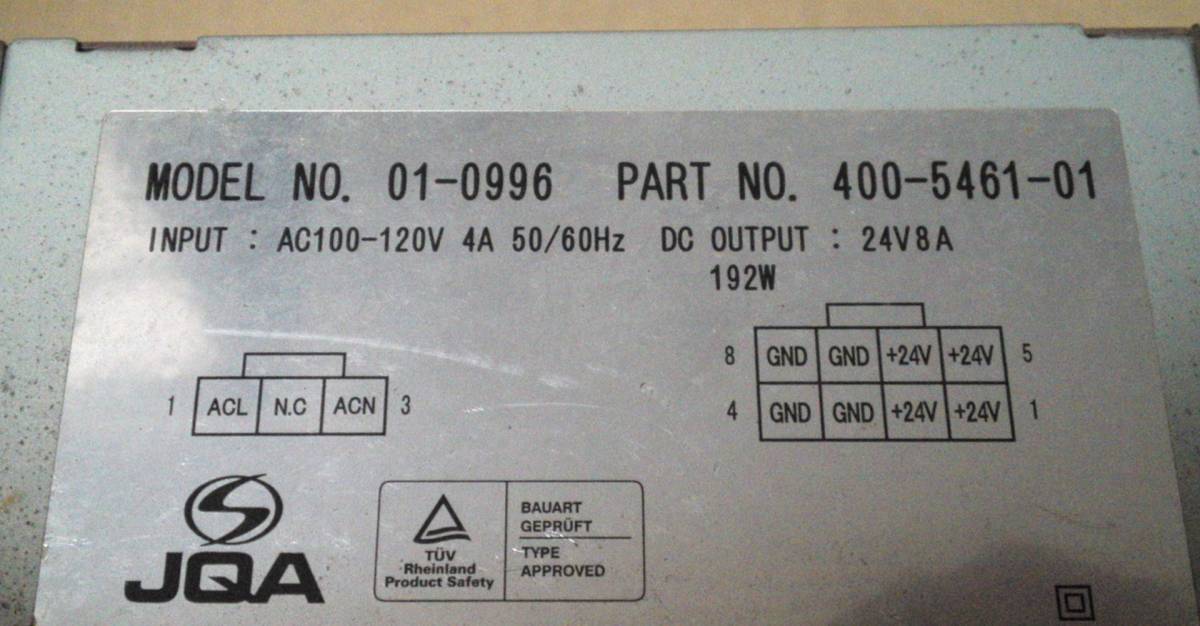 MODEL NO. 01-0996 PART NO. 400-5461-01
INPUT : AC100-120V 4A 50/60Hz DC OUTPUT : 24V8A
192W
1 ACL N.C ACN 3
8 GND GND +24V +24V 5
4 GND GND +24V +24V 1
JQA
TÜV
Rheinland
Product Safety
BAUART
GEPRÜFT
TYPE
APPROVED